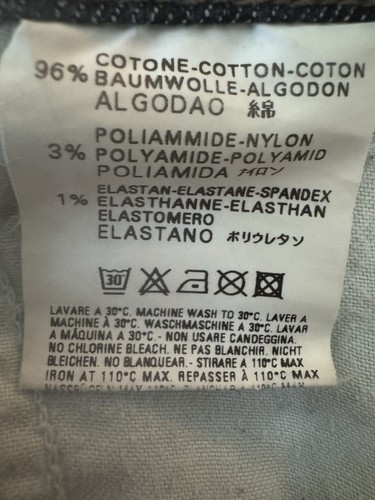 96% COTONE-COTTON-COTON
BAUMWOLLE-ALGODON
ALGODAO 綿
POLIAMMIDE-NYLON
3% POLYAMIDE-POLYAMID
POLIAMIDA ナイロン
1% ELASTAN-ELASTANE-SPANDEX
ELASTHANNE-ELASTHAN
ELASTOMERO
ELASTANO ポリウレタン
30°
LAVARE A 30°C. MACHINE WASH TO 30°C. LAVER A
MACHINE À 30°C. WASCHMASCHINE A 30°C. LAVAR
A MÁQUINA A 30°C.- NON USARE CANDEGGINA.
NO CHLORINE BLEACH. NE PAS BLANCHIR. NICHT
BLEICHEN. NO BLANQUEAR.- STIRARE A 110°C MAX
IRON AT 110°C MAX. REPASSER À 110°C MAX